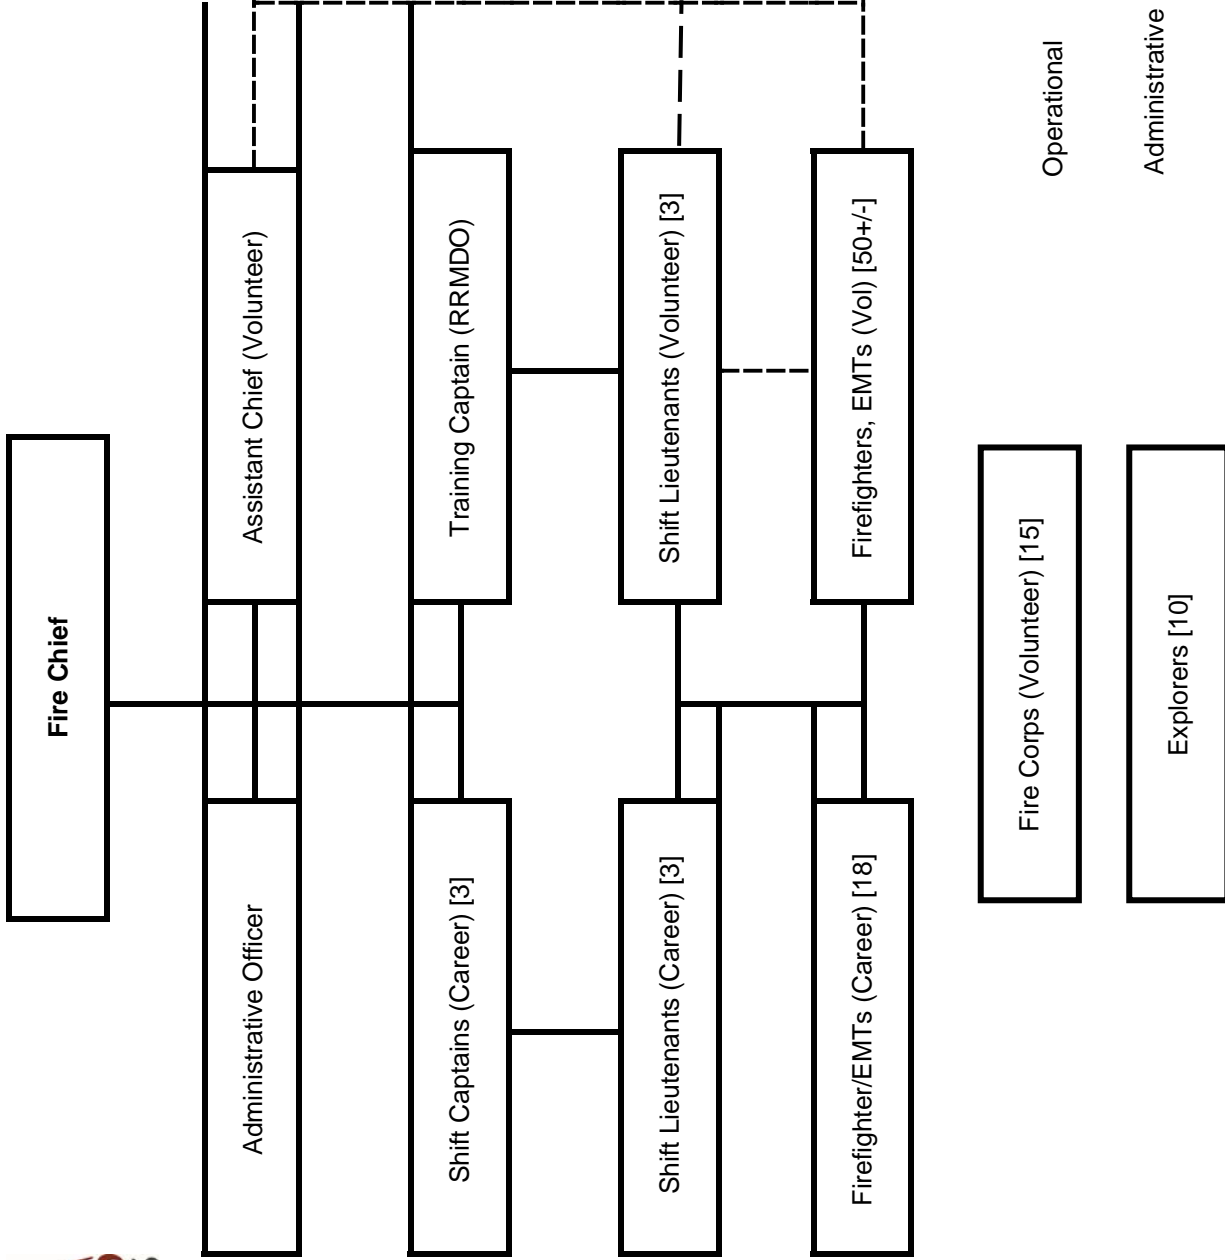 Fire Chief
Administrative Officer
Assistant Chief (Volunteer)
Shift Captains (Career) [3]
Training Captain (RRMDO)
Shift Lieutenants (Career) [3]
Shift Lieutenants (Volunteer) [3]
Firefighter/EMTs (Career) [18]
Firefighters, EMTs (Vol) [50+/-]
Fire Corps (Volunteer) [15]
Operational
Explorers [10]
Administrative